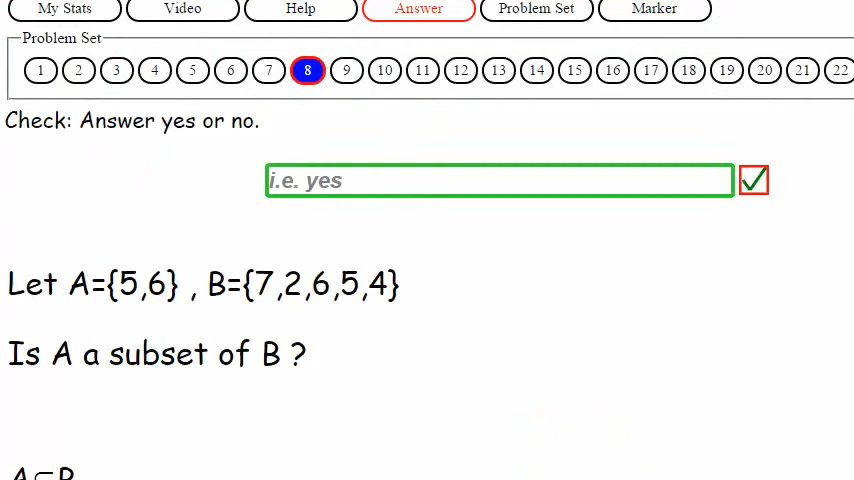 My Stats Video Help Answer Problem Set Marker
Problem Set
1 2 3 4 5 6 7 8 9 10 11 12 13 14 15 16 17 18 19 20 21 22
Check: Answer yes or no.
i.e. yes
Let A={5,6} , B={7,2,6,5,4}
Is A a subset of B ?